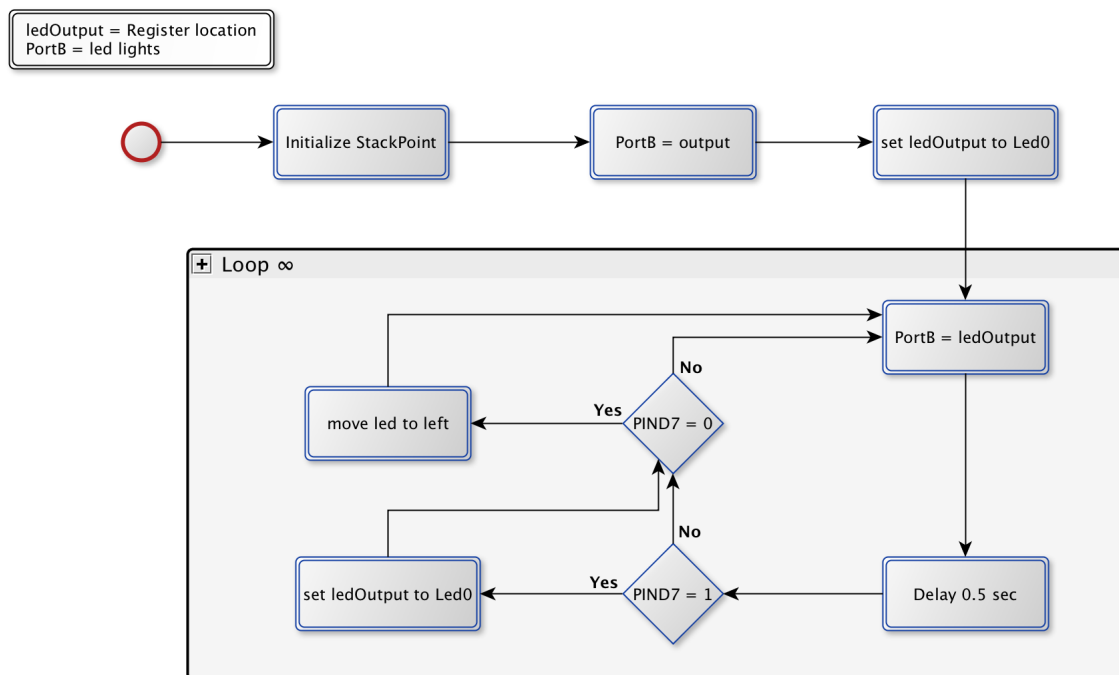 ledOutput = Register location
PortB = led lights
Initialize StackPoint
PortB = output
set ledOutput to Led0
+ Loop ∞
PortB = ledOutput
No
Yes
PIND7 = 0
move led to left
No
Yes
PIND7 = 1
set ledOutput to Led0
Delay 0.5 sec